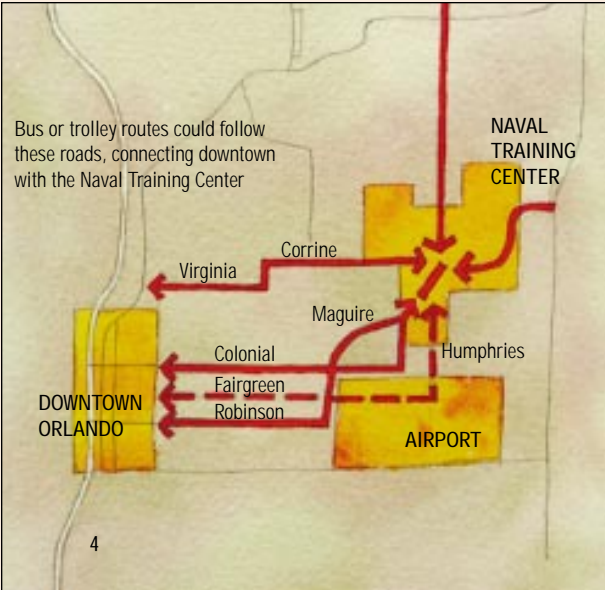 Bus or trolley routes could follow
these roads, connecting downtown
with the Naval Training Center
NAVAL
TRAINING
CENTER
Corrine
Virginia
Maguire
Colonial
Humphries
Fairgreen
Robinson
DOWNTOWN
ORLANDO
AIRPORT
4